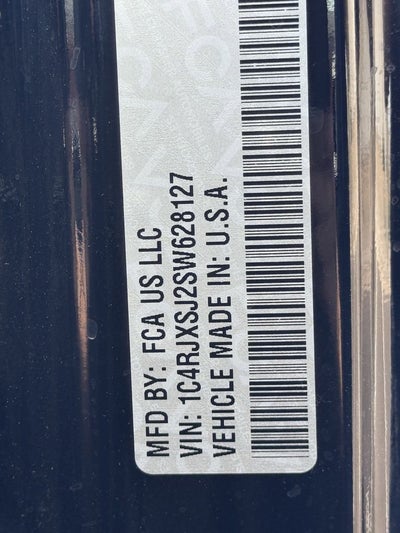 MFD BY: FCA US LLC
VIN: 1C4RJXSJ2SW628127
VEHICLE MADE IN: U.S.A.